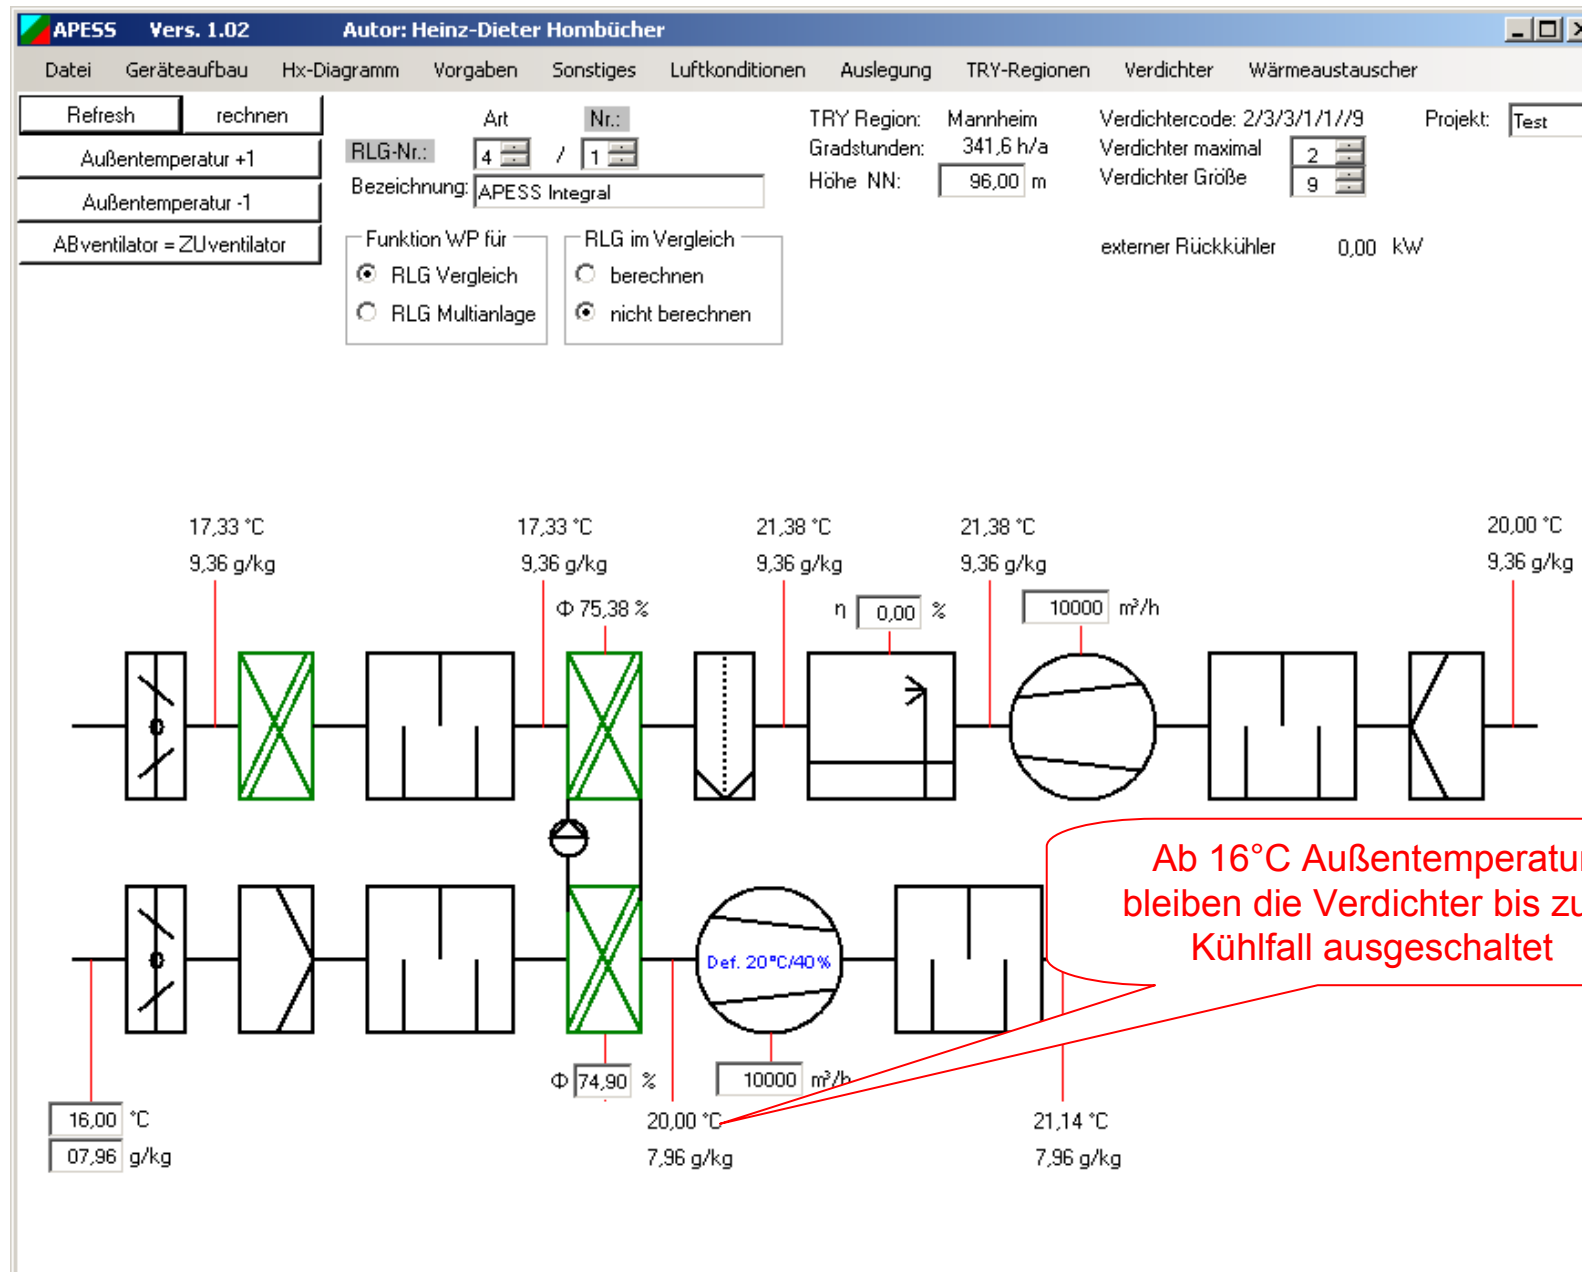 APESS Vers. 1.02 Autor: Heinz-Dieter Hombücher
Datei Geräteaufbau Hx-Diagramm Vorgaben Sonstiges Luftkonditionen Auslegung TRY-Regionen Verdichter Wärmeaustauscher
Refresh rechnen
Außentemperatur +1
Außentemperatur -1
ABventilator = ZUventilator
Art Nr.:
RLG-Nr.: 4 / 1
Bezeichnung: APESS Integral
TRY Region: Mannheim
Gradstunden: 341,6 h/a
Höhe NN: 96,00 m
Verdichtercode: 2/3/3/1/1//9
Verdichter maximal 2
Verdichter Größe 9
Projekt: Test
Funktion WP für
RLG Vergleich
RLG Multianlage
RLG im Vergleich
berechnen
nicht berechnen
externer Rückkühler 0,00 kW
17,33 °C 17,33 °C 21,38 °C 21,38 °C 20,00 °C
9,36 g/kg 9,36 g/kg 9,36 g/kg 9,36 g/kg 9,36 g/kg
Φ 75,38 % η 0,00 % 10000 m³/h
Ab 16°C Außentemperatur
bleiben die Verdichter bis
Kühlfall ausgeschaltet
Def. 20°C/40%
Φ 74,90 % 10000 m³/h
16,00 °C 20,00 °C 21,14 °C
07,96 g/kg 7,96 g/kg 7,96 g/kg